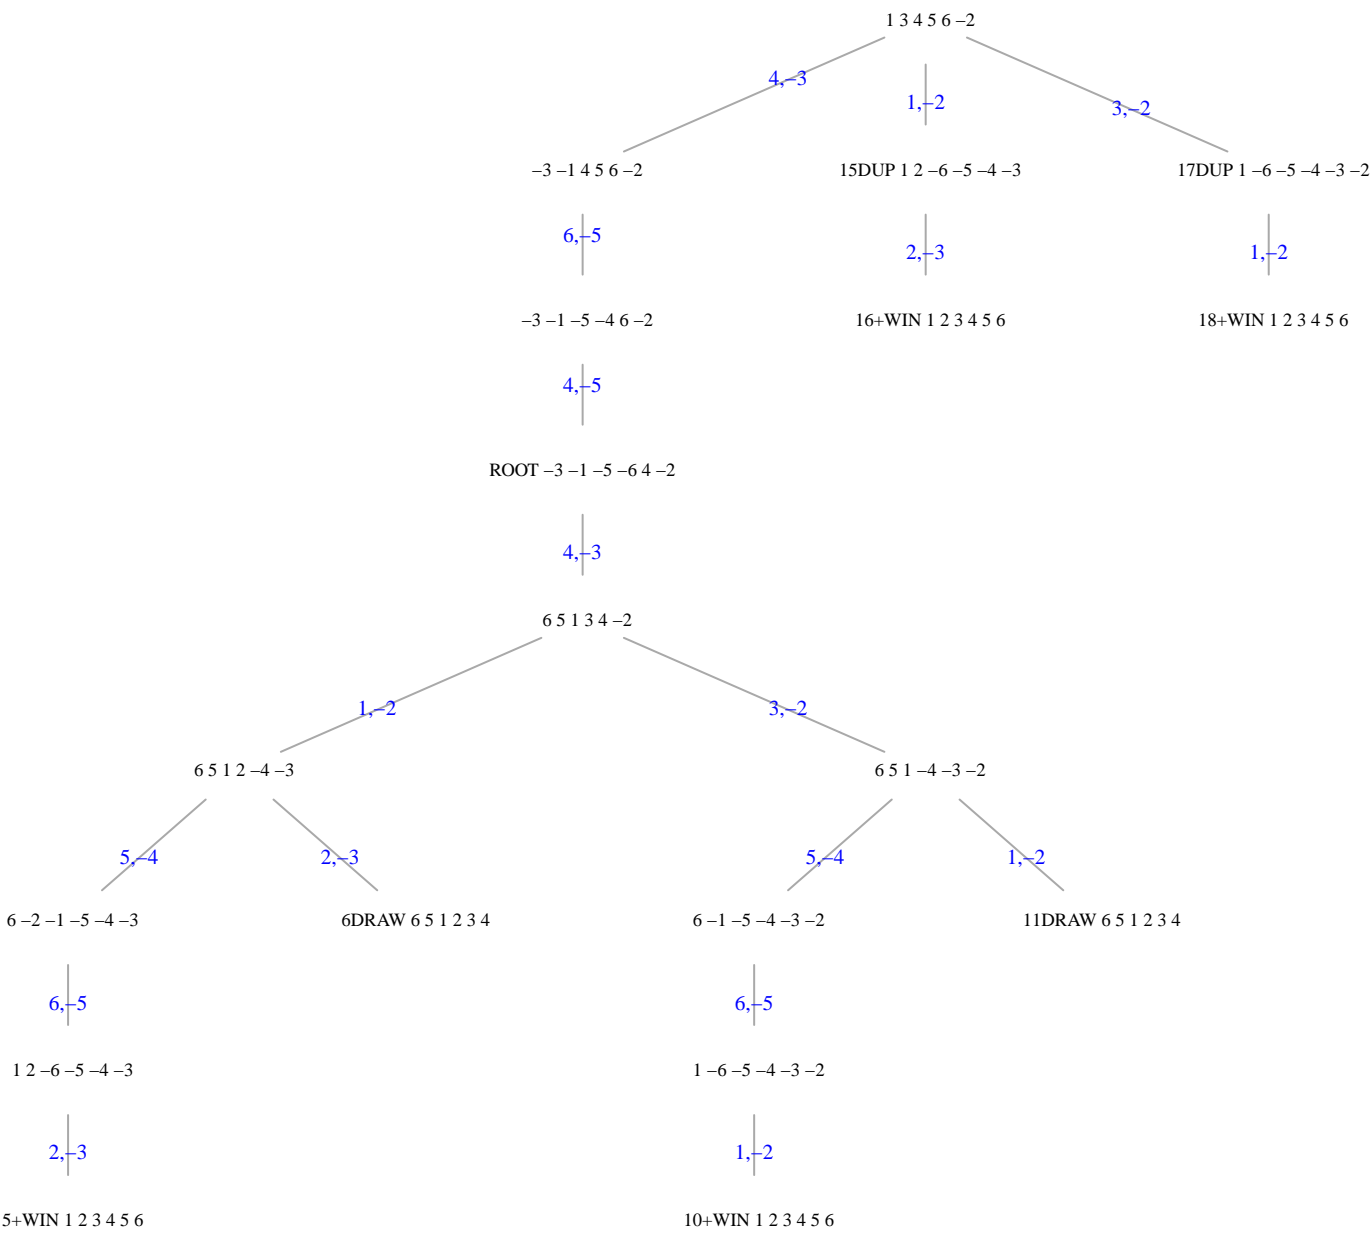 1 3 4 5 6 –2
4,–3
1,–2
3,–2
–3 –1 4 5 6 –2
15DUP 1 2 –6 –5 –4 –3
17DUP 1 –6 –5 –4 –3 –2
6,–5
2,–3
1,–2
–3 –1 –5 –4 6 –2
16+WIN 1 2 3 4 5 6
18+WIN 1 2 3 4 5 6
4,–5
ROOT –3 –1 –5 –6 4 –2
4,–3
6 5 1 3 4 –2
1,–2
3,–2
6 5 1 2 –4 –3
6 5 1 –4 –3 –2
5,–4
2,–3
5,–4
1,–2
6 –2 –1 –5 –4 –3
6DRAW 6 5 1 2 3 4
6 –1 –5 –4 –3 –2
11DRAW 6 5 1 2 3 4
6,–5
6,–5
1 2 –6 –5 –4 –3
1 –6 –5 –4 –3 –2
2,–3
1,–2
5+WIN 1 2 3 4 5 6
10+WIN 1 2 3 4 5 6